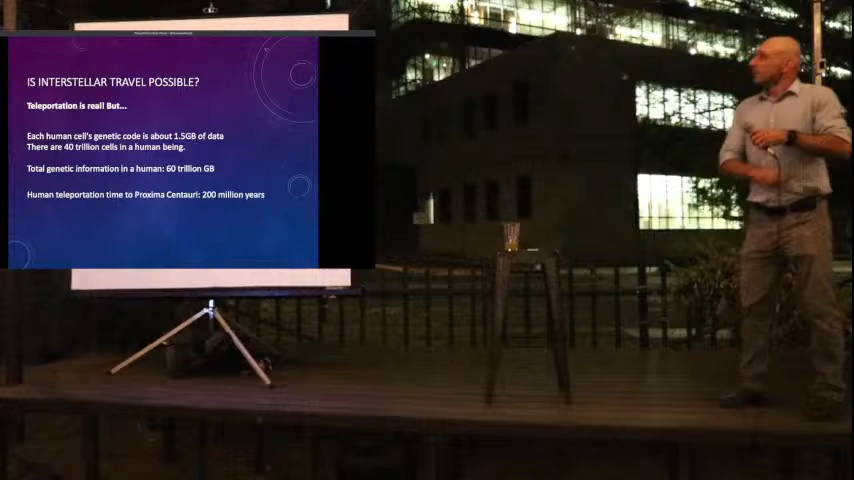 IS INTERSTELLAR TRAVEL POSSIBLE?
Teleportation is real! But...
Each human cell's genetic code is about 1.5GB of data
There are 40 trillion cells in a human being.
Total genetic information in a human: 60 trillion GB
Human teleportation time to Proxima Centauri: 200 million years